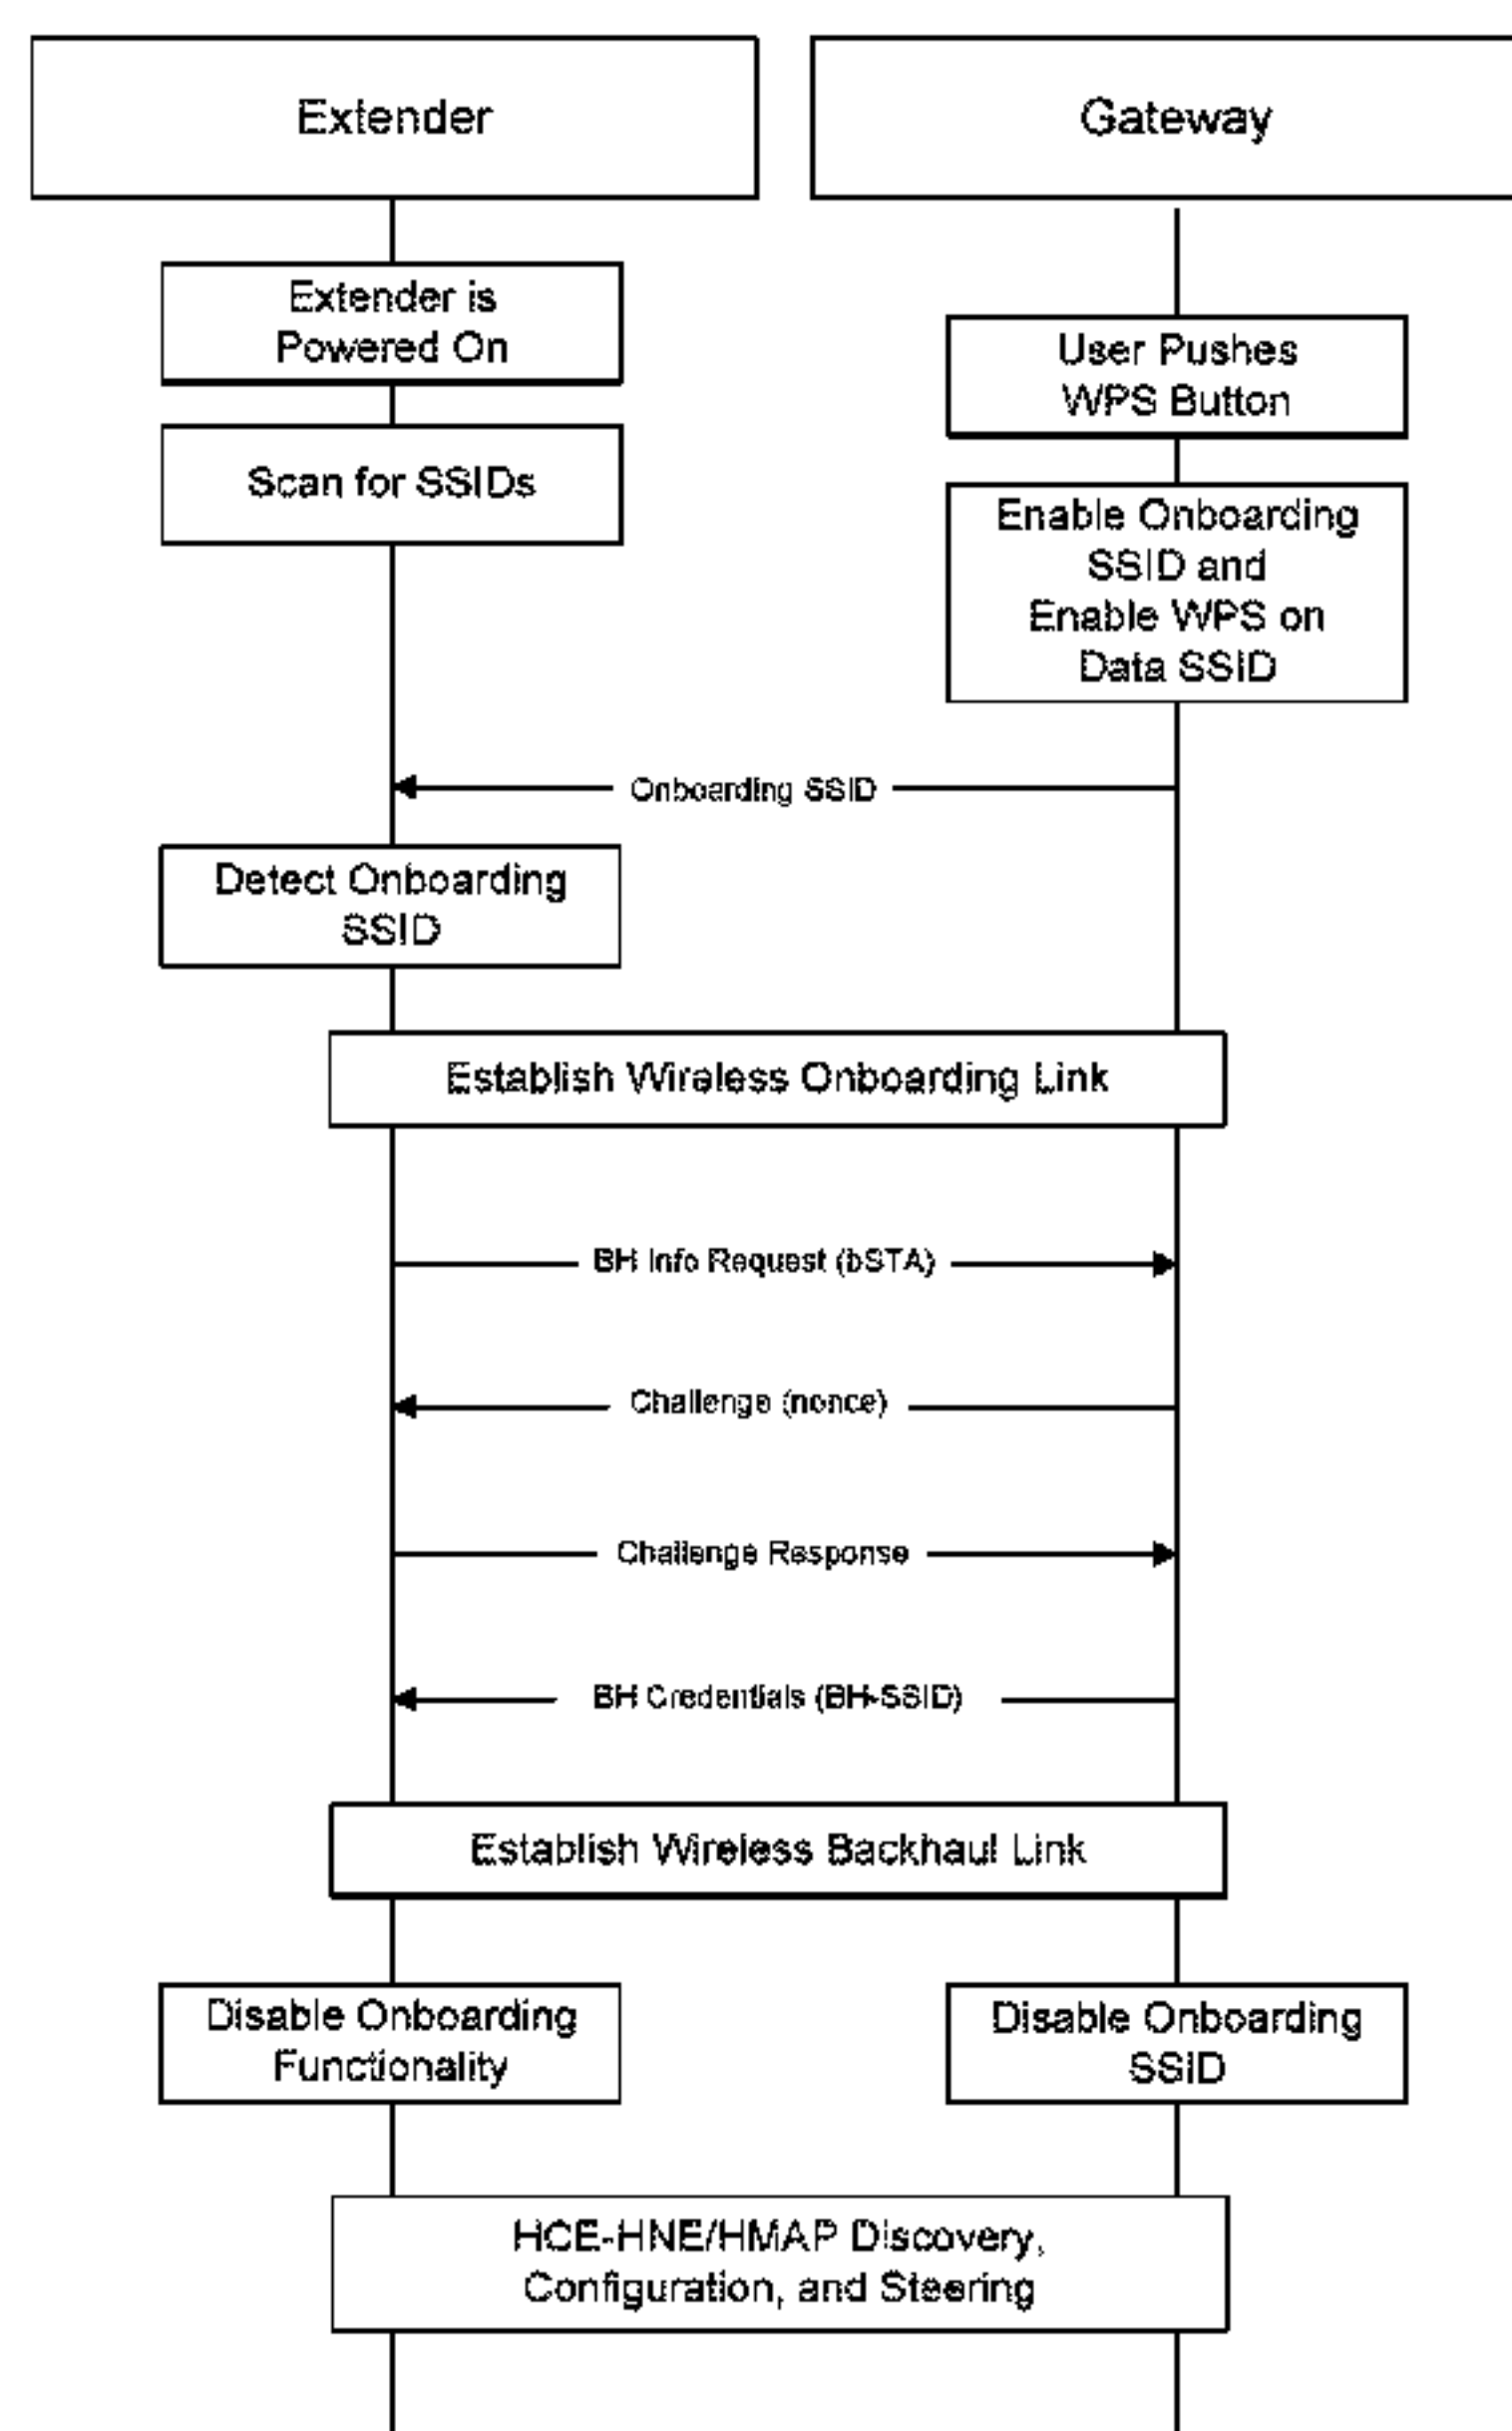 Extender
Gateway
Extender is
Powered On
User Pushes
WPS Button
Scan for SSIDs
Enable Onboarding
SSID and
Enable WPS on
Data SSID
Onboarding SSID
Detect Onboarding
SSID
Establish Wireless Onboarding Link
BH Info Request (bSTA)
Challenge (nonce)
Challenge Response
BH Credentials (BH-SSID)
Establish Wireless Backhaul Link
Disable Onboarding
Functionality
Disable Onboarding
SSID
HCE-HNE/HMAP Discovery,
Configuration, and Steering